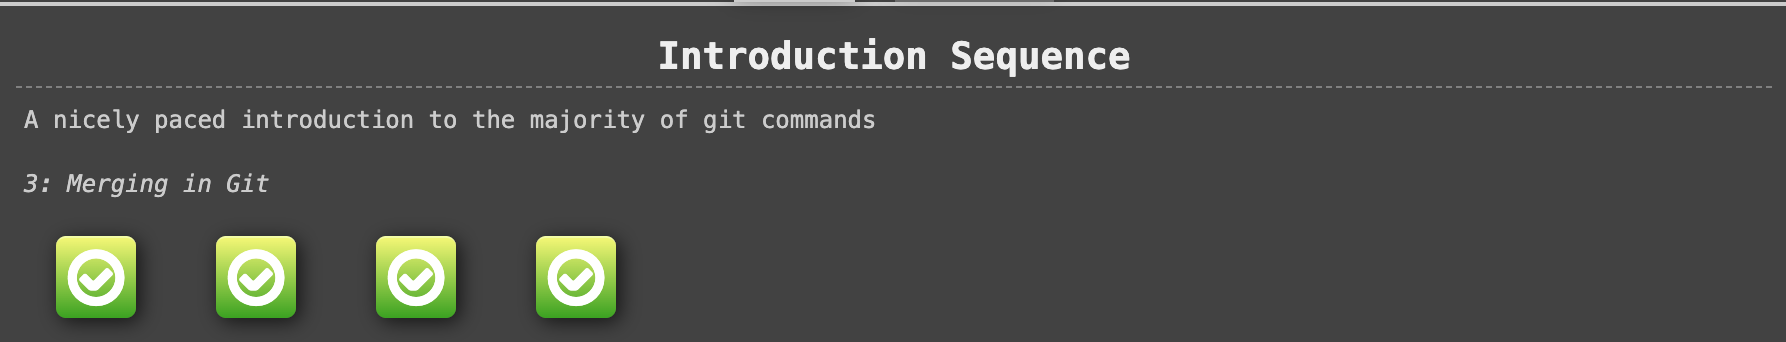 Introduction Sequence
A nicely paced introduction to the majority of git commands
3: Merging in Git